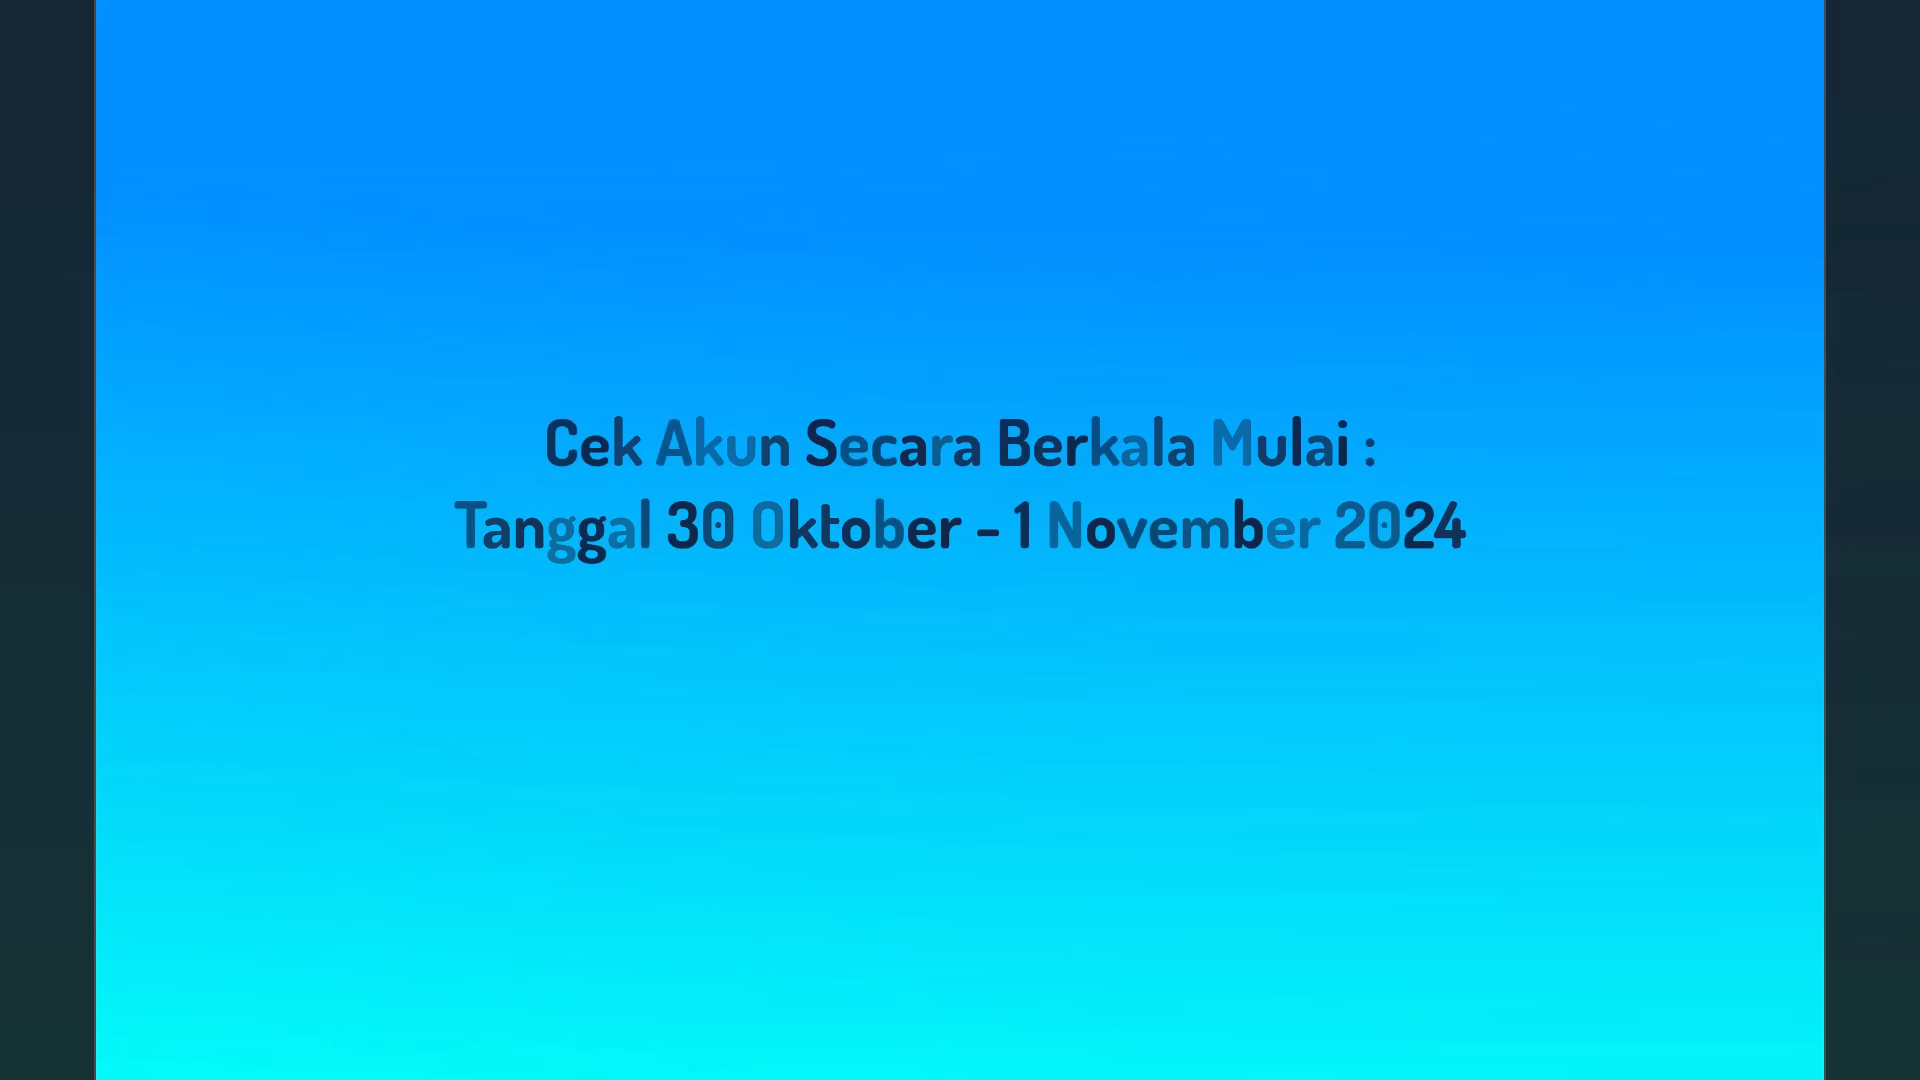 Cek Akun Secara Berkala Mulai :
Tanggal 30 Oktober - 1 November 2024